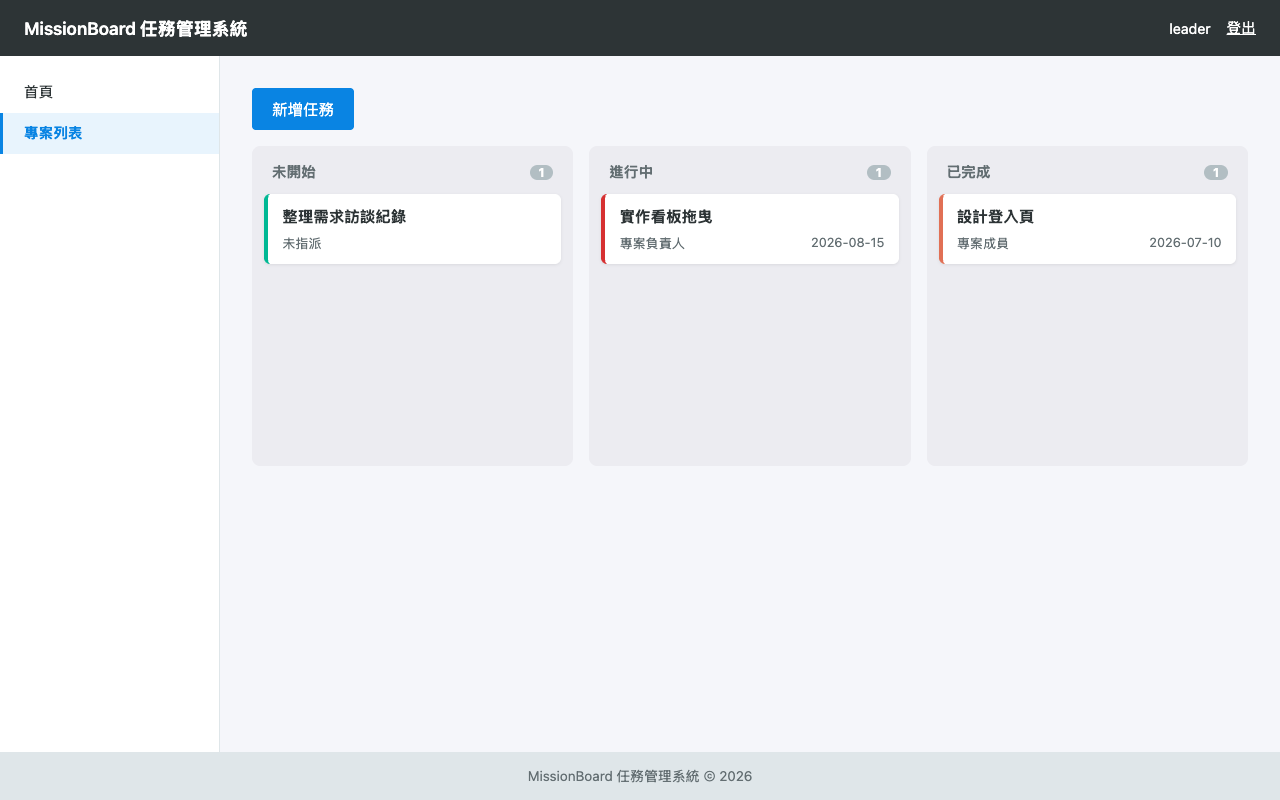 MissionBoard 任務管理系統
leader 登出
首頁
專案列表
新增任務
未開始 1
整理需求訪談紀錄
未指派
進行中 1
實作看板拖曳
專案負責人 2026-08-15
已完成 1
設計登入頁
專案成員 2026-07-10
MissionBoard 任務管理系統 © 2026